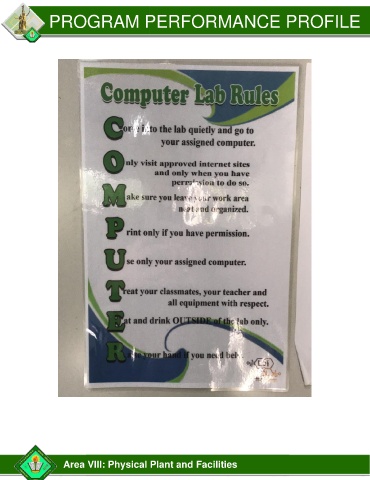 PROGRAM PERFORMANCE PROFILE
Computer Lab Rules
Come into the lab quietly and go to
your assigned computer.
Only visit approved internet sites
and only when you have
permission to do so.
Make sure you leave your work area
neat and organized.
Print only if you have permission.
Use only your assigned computer.
Treat your classmates, your teacher and
all equipment with respect.
Eat and drink OUTSIDE of the lab only.
Raise your hand if you need help.
Area VIII: Physical Plant and Facilities